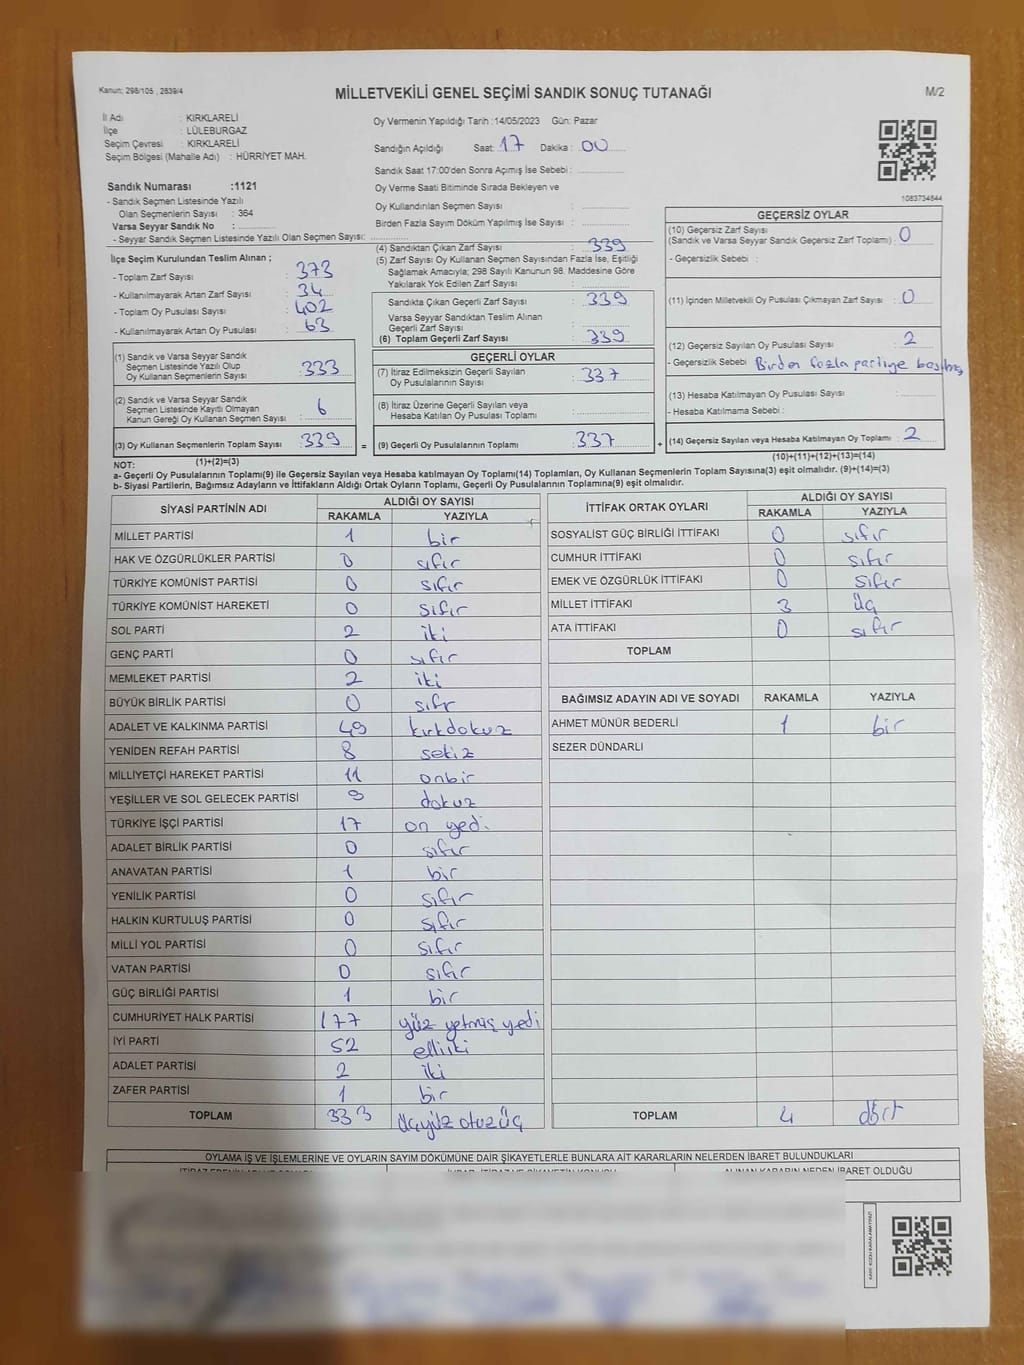 Kanun: 298/105 , 2839/4
MİLLETVEKİLİ GENEL SEÇİMİ SANDIK SONUÇ TUTANAĞI
M/2
İl Adı : KIRKLARELİ
İlçe : LÜLEBURGAZ
Seçim Çevresi : KIRKLARELİ
Seçim Bölgesi (Mahalle Adı) : HÜRRİYET MAH.
Sandık Numarası :1121
- Sandık Seçmen Listesinde Yazılı
Olan Seçmenlerin Sayısı : 364
Varsa Seyyar Sandık No :
- Seyyar Sandık Seçmen Listesinde Yazılı Olan Seçmen Sayısı:
Oy Vermenin Yapıldığı Tarih :14/05/2023 Gün: Pazar
Sandığın Açıldığı Saat: 17 Dakika : 00
Sandık Saat 17:00'den Sonra Açımış İse Sebebi :
Oy Verme Saati Bitiminde Sırada Bekleyen ve
Oy Kullandırılan Seçmen Sayısı :
Birden Fazla Sayım Döküm Yapılmış İse Sayısı :
1083734844
İlçe Seçim Kurulundan Teslim Alınan ;
- Toplam Zarf Sayısı : 373
- Kullanılmayarak Artan Zarf Sayısı : 34
- Toplam Oy Pusulası Sayısı : 402
- Kullanılmayarak Artan Oy Pusulası : 63
(4) Sandıktan Çıkan Zarf Sayısı : 339
(5) Zarf Sayısı Oy Kullanan Seçmen Sayısından Fazla İse, Eşitliği
Sağlamak Amacıyla; 298 Sayılı Kanunun 98. Maddesine Göre
Yakılarak Yok Edilen Zarf Sayısı :
Sandıkta Çıkan Geçerli Zarf Sayısı : 339
Varsa Seyyar Sandıktan Teslim Alınan
Geçerli Zarf Sayısı :
(6) Toplam Geçerli Zarf Sayısı : 339
GEÇERSİZ OYLAR
(10) Geçersiz Zarf Sayısı
(Sandık ve Varsa Seyyar Sandık Geçersiz Zarf Toplamı) : 0
- Geçersizlik Sebebi :
(11) İçinden Milletvekili Oy Pusulası Çıkmayan Zarf Sayısı : 0
(12) Geçersiz Sayılan Oy Pusulası Sayısı : 2
- Geçersizlik Sebebi : Birden fazla partiye basılmış
(13) Hesaba Katılmayan Oy Pusulası Sayısı :
- Hesaba Katılmama Sebebi :
(14) Geçersiz Sayılan veya Hesaba Katılmayan Oy Toplamı : 2
(10)+(11)+(12)+(13)=(14)
(1) Sandık ve Varsa Seyyar Sandık
Seçmen Listesinde Yazılı Olup
Oy Kullanan Seçmenlerin Sayısı : 333
(2) Sandık ve Varsa Seyyar Sandık
Seçmen Listesinde Kayıtlı Olmayan
Kanun Gereği Oy Kullanan Seçmen Sayısı : 6
(3) Oy Kullanan Seçmenlerin Toplam Sayısı : 339 =
(1)+(2)=(3)
GEÇERLİ OYLAR
(7) İtiraz Edilmeksizin Geçerli Sayılan
Oy Pusulalarının Sayısı : 337
(8) İtiraz Üzerine Geçerli Sayılan veya
Hesaba Katılan Oy Pusulası Toplamı :
(9) Geçerli Oy Pusulalarının Toplamı : 337 +
NOT:
a- Geçerli Oy Pusulalarının Toplamı(9) ile Geçersiz Sayılan veya Hesaba katılmayan Oy Toplamı(14) Toplamları, Oy Kullanan Seçmenlerin Toplam Sayısına(3) eşit olmalıdır. (9)+(14)=(3)
b- Siyasi Partilerin, Bağımsız Adayların ve İttifakların Aldığı Ortak Oyların Toplamı, Geçerli Oy Pusulalarının Toplamına(9) eşit olmalıdır.
SİYASİ PARTİNİN ADI ALDIĞI OY SAYISI
RAKAMLA YAZIYLA
MİLLET PARTİSİ 1 bir
HAK VE ÖZGÜRLÜKLER PARTİSİ 0 sıfır
TÜRKİYE KOMÜNİST PARTİSİ 0 sıfır
TÜRKİYE KOMÜNİST HAREKETİ 0 sıfır
SOL PARTİ 2 iki
GENÇ PARTİ 0 sıfır
MEMLEKET PARTİSİ 2 iki
BÜYÜK BİRLİK PARTİSİ 0 sıfr
ADALET VE KALKINMA PARTİSİ 49 kırkdokuz
YENİDEN REFAH PARTİSİ 8 sekiz
MİLLİYETÇİ HAREKET PARTİSİ 11 onbir
YEŞİLLER VE SOL GELECEK PARTİSİ 9 dokuz
TÜRKİYE İŞÇİ PARTİSİ 17 on yedi
ADALET BİRLİK PARTİSİ 0 sıfır
ANAVATAN PARTİSİ 1 bir
YENİLİK PARTİSİ 0 sıfır
HALKIN KURTULUŞ PARTİSİ 0 sıfır
MİLLİ YOL PARTİSİ 0 sıfır
VATAN PARTİSİ 0 sıfır
GÜÇ BİRLİĞİ PARTİSİ 1 bir
CUMHURİYET HALK PARTİSİ 177 yüz yetmiş yedi
İYİ PARTİ 52 elliiki
ADALET PARTİSİ 2 iki
ZAFER PARTİSİ 1 bir
TOPLAM 333 üçyüz otuz üç
İTTİFAK ORTAK OYLARI ALDIĞI OY SAYISI
RAKAMLA YAZIYLA
SOSYALİST GÜÇ BİRLİĞİ İTTİFAKI 0 sıfır
CUMHUR İTTİFAKI 0 sıfır
EMEK VE ÖZGÜRLÜK İTTİFAKI 0 sıfır
MİLLET İTTİFAKI 3 üç
ATA İTTİFAKI 0 sıfır
TOPLAM
BAĞIMSIZ ADAYIN ADI VE SOYADI RAKAMLA YAZIYLA
AHMET MÜNÜR BEDERLİ 1 bir
SEZER DÜNDARLI
TOPLAM 4 dört
OYLAMA İŞ VE İŞLEMLERİNE VE OYLARIN SAYIM DÖKÜMÜNE DAİR ŞİKAYETLERLE BUNLARA AİT KARARLARIN NELERDEN İBARET BULUNDUKLARI
ALINAN KARARIN NEDEN İBARET OLDUĞU